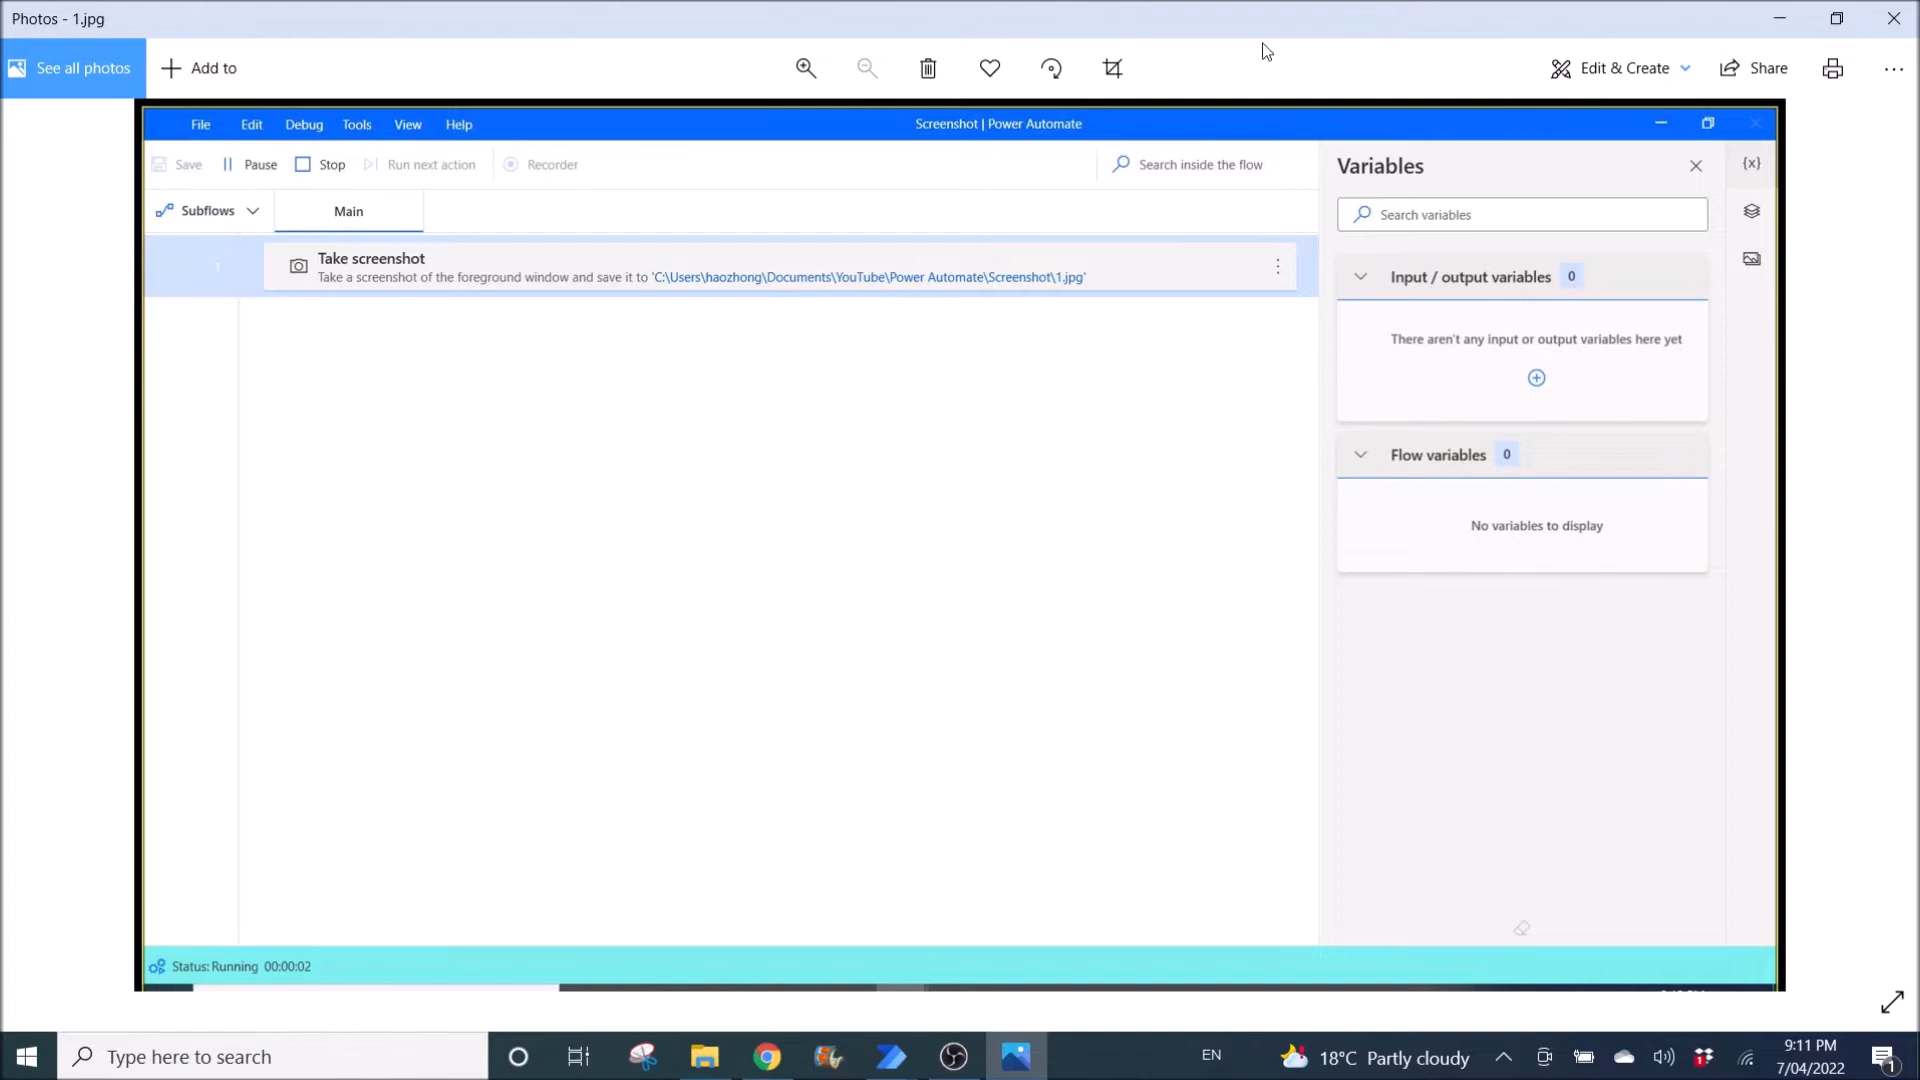 Photos - 1.jpg
See all photos
Add to
Edit & Create
Share
File Edit Debug Tools View Help
Screenshot | Power Automate
Save Pause Stop Run next action Recorder
Search inside the flow
Variables
{x}
Subflows
Main
Search variables
1
Take screenshot
Take a screenshot of the foreground window and save it to 'C:\Users\haozhong\Documents\YouTube\Power Automate\Screenshot\1.jpg'
Input / output variables 0
There aren't any input or output variables here yet
Flow variables 0
No variables to display
Status: Running 00:00:02
Type here to search
EN
18°C Partly cloudy
9:11 PM
7/04/2022
1